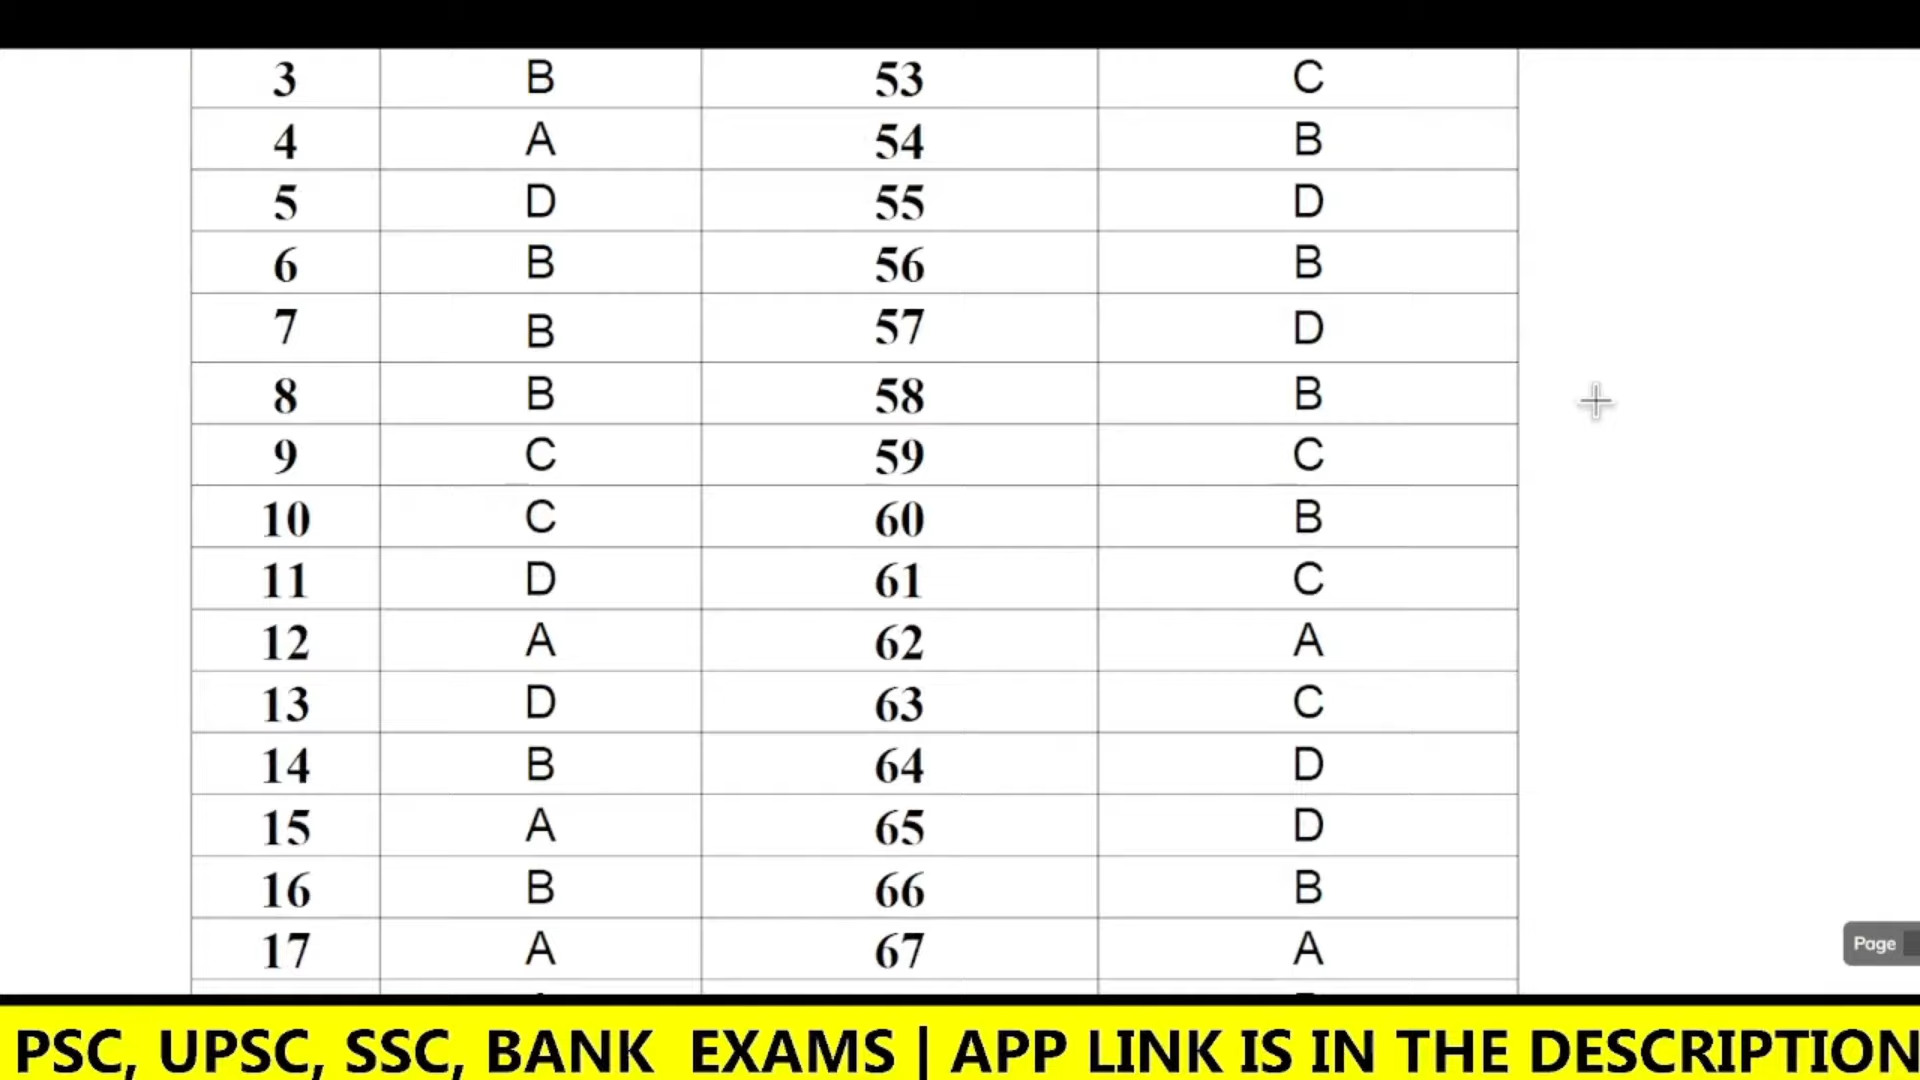 3 B 53 C
4 A 54 B
5 D 55 D
6 B 56 B
7 B 57 D
8 B 58 B
9 C 59 C
10 C 60 B
11 D 61 C
12 A 62 A
13 D 63 C
14 B 64 D
15 A 65 D
16 B 66 B
17 A 67 A
Page
PSC, UPSC, SSC, BANK EXAMS | APP LINK IS IN THE DESCRIPTION